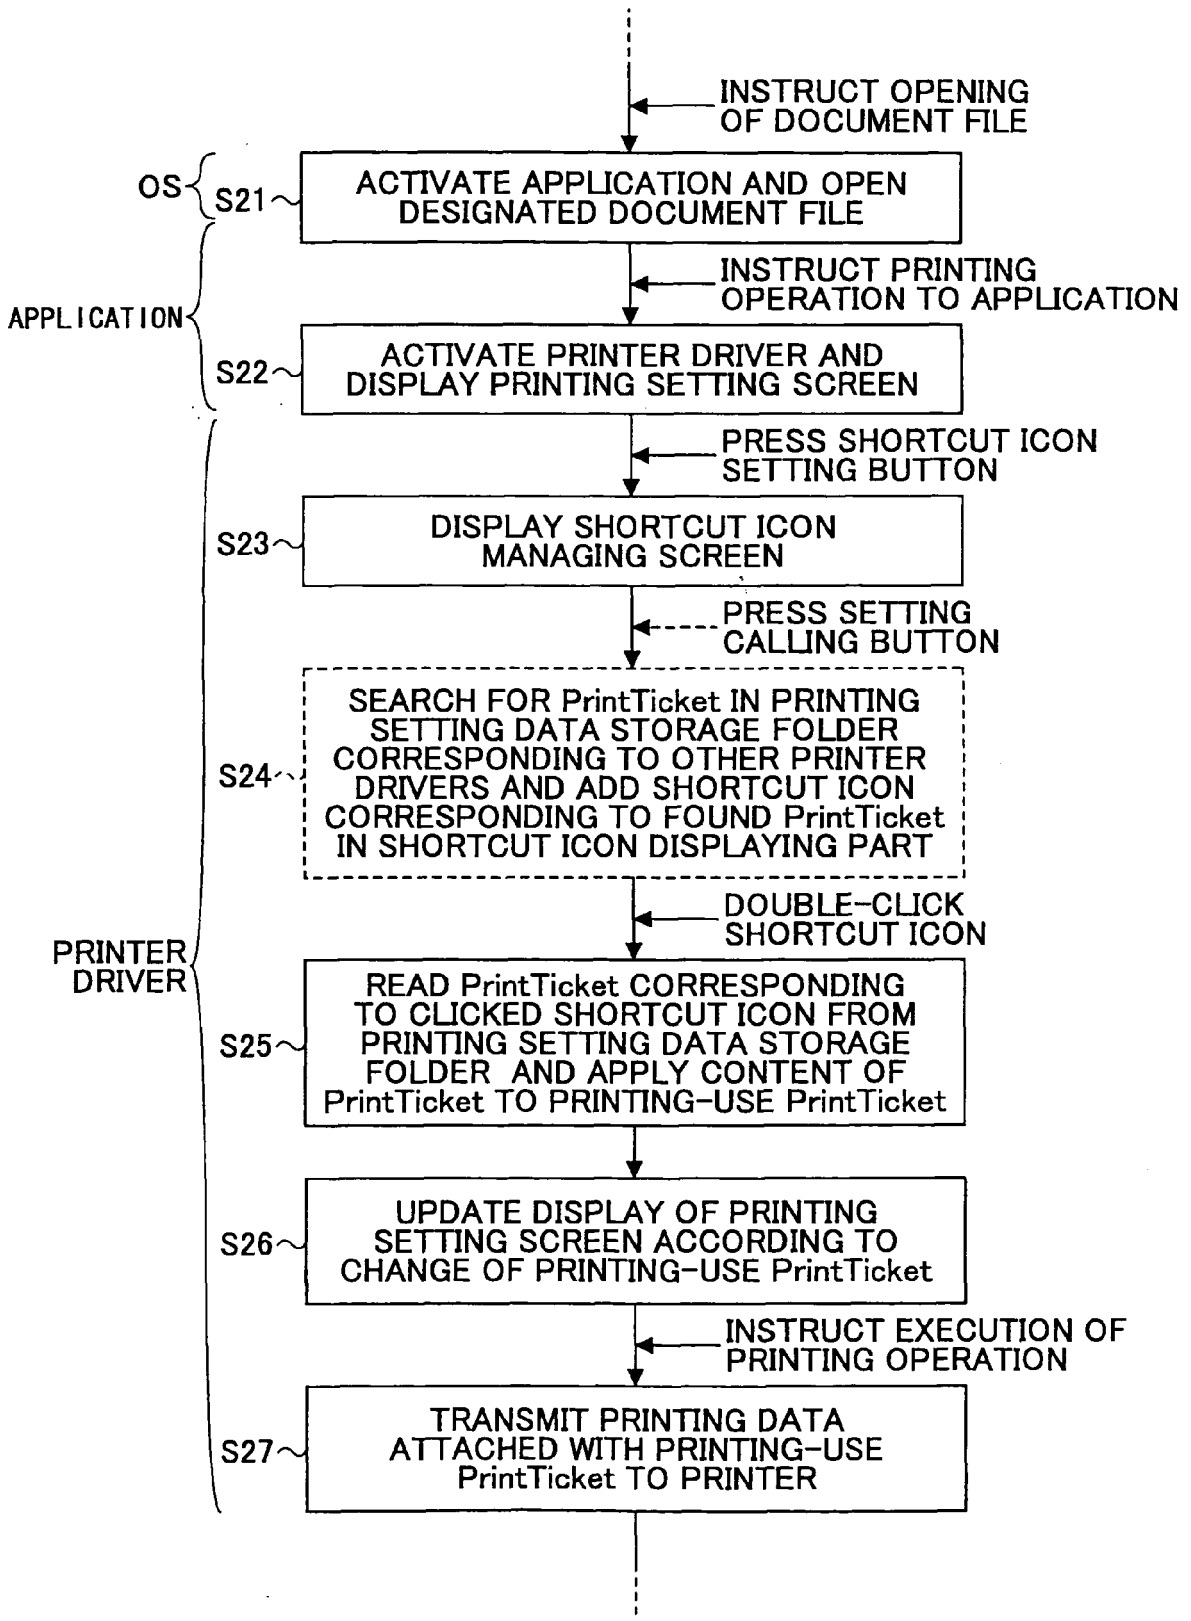 INSTRUCT OPENING
OF DOCUMENT FILE
OS
S21
ACTIVATE APPLICATION AND OPEN
DESIGNATED DOCUMENT FILE
INSTRUCT PRINTING
OPERATION TO APPLICATION
APPLICATION
S22
ACTIVATE PRINTER DRIVER AND
DISPLAY PRINTING SETTING SCREEN
PRESS SHORTCUT ICON
SETTING BUTTON
S23
DISPLAY SHORTCUT ICON
MANAGING SCREEN
PRESS SETTING
CALLING BUTTON
S24
SEARCH FOR PrintTicket IN PRINTING
SETTING DATA STORAGE FOLDER
CORRESPONDING TO OTHER PRINTER
DRIVERS AND ADD SHORTCUT ICON
CORRESPONDING TO FOUND PrintTicket
IN SHORTCUT ICON DISPLAYING PART
DOUBLE-CLICK
SHORTCUT ICON
PRINTER
DRIVER
S25
READ PrintTicket CORRESPONDING
TO CLICKED SHORTCUT ICON FROM
PRINTING SETTING DATA STORAGE
FOLDER AND APPLY CONTENT OF
PrintTicket TO PRINTING-USE PrintTicket
S26
UPDATE DISPLAY OF PRINTING
SETTING SCREEN ACCORDING TO
CHANGE OF PRINTING-USE PrintTicket
INSTRUCT EXECUTION OF
PRINTING OPERATION
S27
TRANSMIT PRINTING DATA
ATTACHED WITH PRINTING-USE
PrintTicket TO PRINTER